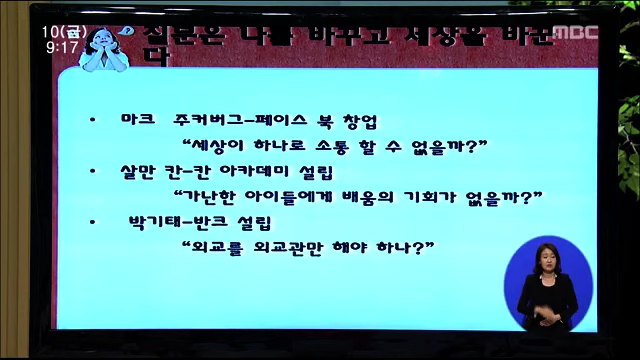 10(금)
9:17
MBC
질문은 나를 바꾸고 세상을 바꾼
다
• 마크 주커버그-페이스 북 창업
“세상이 하나로 소통 할 수 없을까?”
• 살만 칸-칸 아카데미 설립
“가난한 아이들에게 배움의 기회가 없을까?”
• 박기태-반크 설립
“외교를 외교관만 해야 하나?”